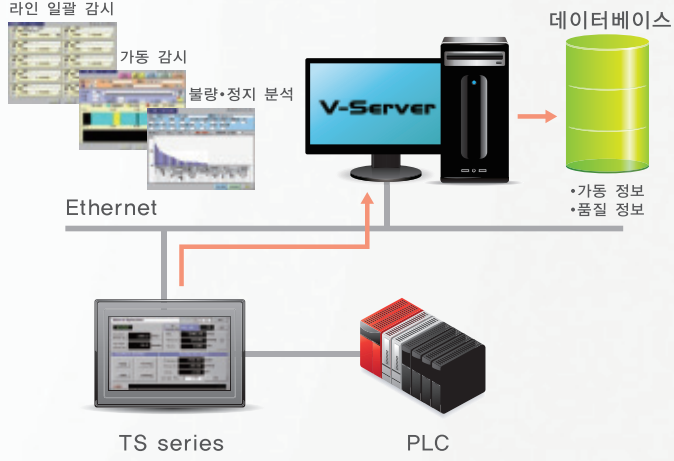 라인 일괄 감시
가동 감시
불량•정지 분석
V-Server
데이터베이스
•가동 정보
•품질 정보
Ethernet
TS series
PLC